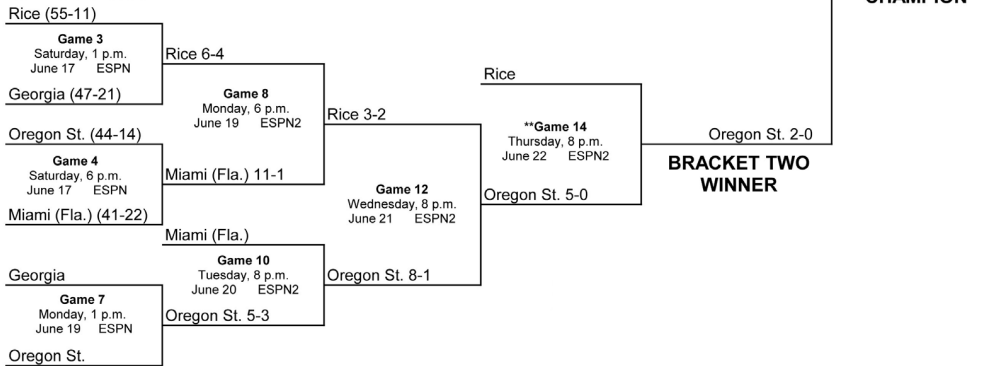 CHAMPION
Rice (55-11)
Game 3
Saturday, 1 p.m.
June 17 ESPN
Georgia (47-21)
Rice 6-4
Oregon St. (44-14)
Game 4
Saturday, 6 p.m.
June 17 ESPN
Miami (Fla.) (41-22)
Game 8
Monday, 6 p.m.
June 19 ESPN2
Miami (Fla.) 11-1
Rice 3-2
Georgia
Game 7
Monday, 1 p.m.
June 19 ESPN
Oregon St.
Miami (Fla.)
Game 10
Tuesday, 8 p.m.
June 20 ESPN2
Oregon St. 5-3
Game 12
Wednesday, 8 p.m.
June 21 ESPN2
Oregon St. 8-1
Rice
**Game 14
Thursday, 8 p.m.
June 22 ESPN2
Oregon St. 5-0
Oregon St. 2-0
BRACKET TWO
WINNER